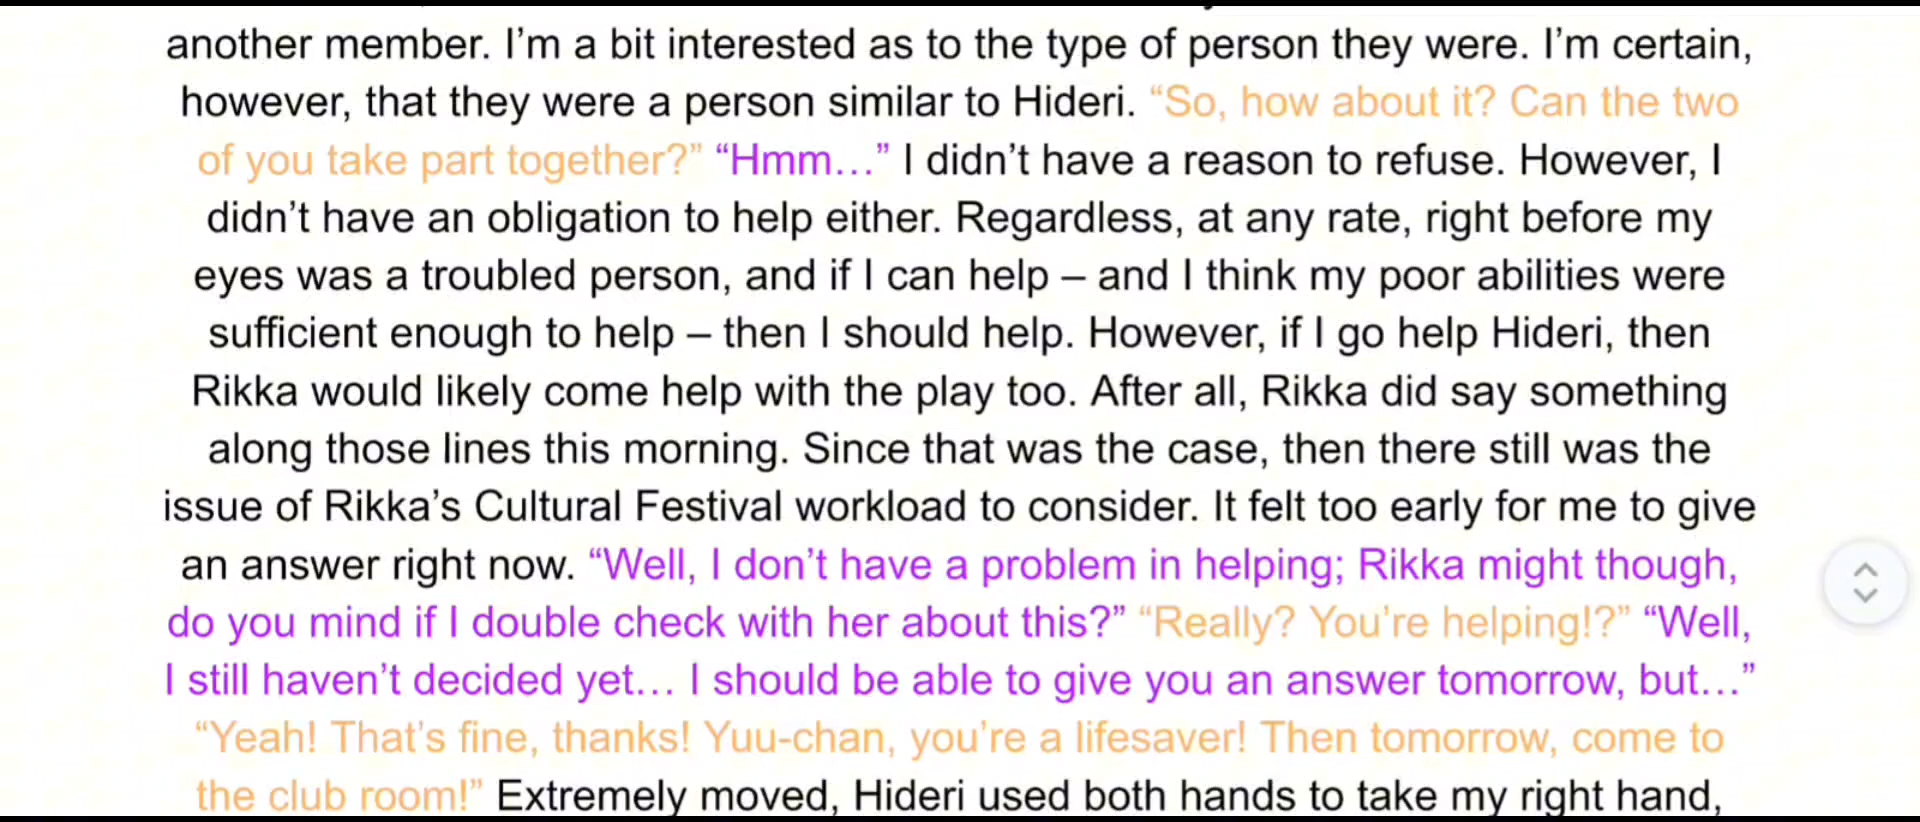 another member. I’m a bit interested as to the type of person they were. I’m certain,
however, that they were a person similar to Hideri. “So, how about it? Can the two
of you take part together?” “Hmm…” I didn’t have a reason to refuse. However, I
didn’t have an obligation to help either. Regardless, at any rate, right before my
eyes was a troubled person, and if I can help – and I think my poor abilities were
sufficient enough to help – then I should help. However, if I go help Hideri, then
Rikka would likely come help with the play too. After all, Rikka did say something
along those lines this morning. Since that was the case, then there still was the
issue of Rikka’s Cultural Festival workload to consider. It felt too early for me to give
an answer right now. “Well, I don’t have a problem in helping; Rikka might though,
do you mind if I double check with her about this?” “Really? You’re helping!?” “Well,
I still haven’t decided yet… I should be able to give you an answer tomorrow, but…”
“Yeah! That’s fine, thanks! Yuu-chan, you’re a lifesaver! Then tomorrow, come to
the club room!” Extremely moved, Hideri used both hands to take my right hand,